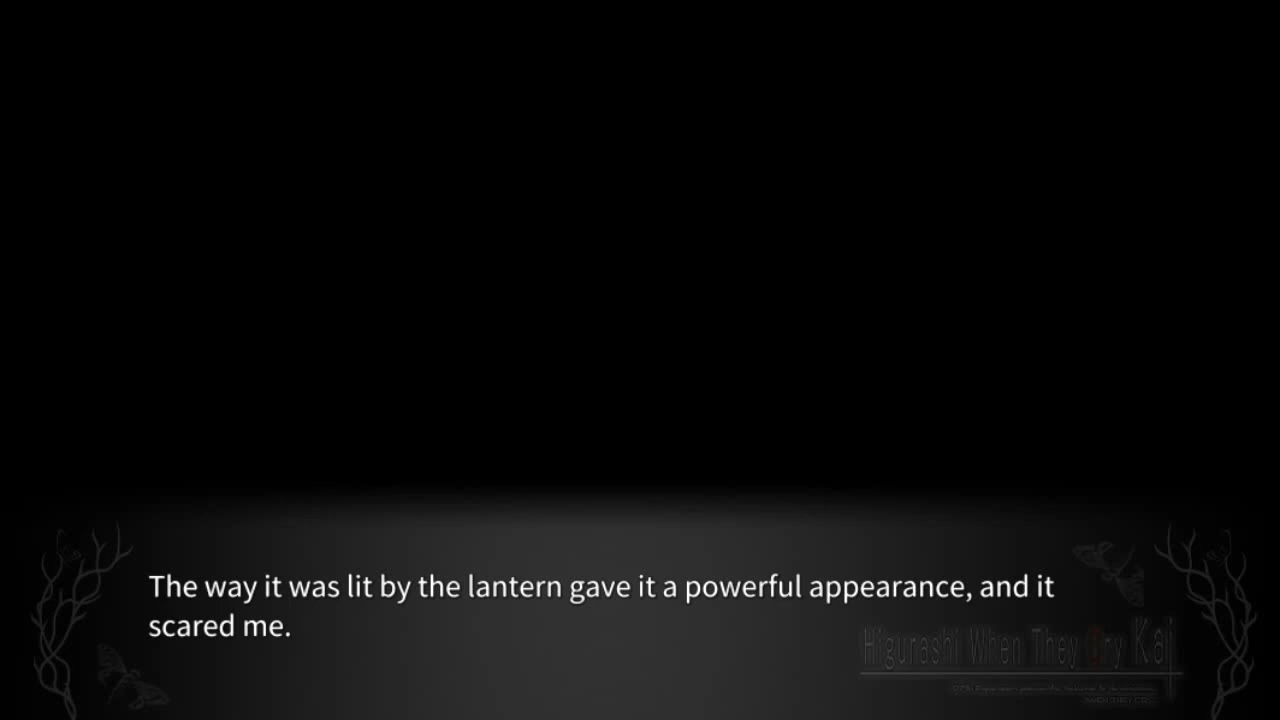 The way it was lit by the lantern gave it a powerful appearance, and it
scared me.
Higurashi When They Cry Kai